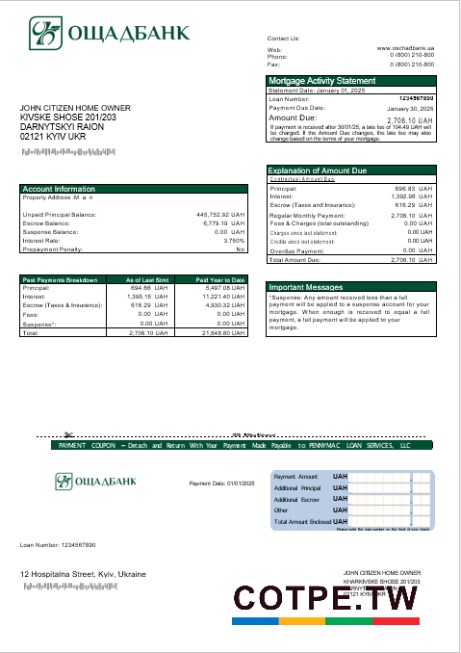 ОЩАДБАНК
Contact Us:
Web: www.oschadbank.ua
Phone: 0 (800) 210-800
Fax: 0 (800) 210-800
Mortgage Activity Statement
Statement Date: January 01, 2025
Loan Number: 1234567890
Payment Due Date: January 30, 2025
Amount Due: 2,706.10 UAH
If payment is received after 30/01/25, a late fee of 104.49 UAH will
be charged. If the Amount Due changes, the late fee may also
change based on the terms of your mortgage.
JOHN CITIZEN HOME OWNER
KIVSKE SHOSE 201/203
DARNYTSKYI RAION
02121 KYIV UKR
Explanation of Amount Due
Contractual Amount Due
Principal: 696.83 UAH
Interest: 1,392.98 UAH
Escrow (Taxes and Insurance): 616.29 UAH
Regular Monthly Payment: 2,706.10 UAH
Fees & Charges (total outstanding) 0.00 UAH
Charges since last statement: 0.00 UAH
Credits since last statement: 0.00 UAH
Overdue Payment: 0.00 UAH
Total Amount Due: 2,706.10 UAH
Account Information
Property Address: M a n
Unpaid Principal Balance: 445,752.92 UAH
Escrow Balance: 6,779.19 UAH
Suspense Balance: 0.00 UAH
Interest Rate: 3.750%
Prepayment Penalty: No
Past Payments Breakdown As of Last Stmt Paid Year to Date
Principal: 694.66 UAH 5,497.08 UAH
Interest: 1,395.15 UAH 11,221.40 UAH
Escrow (Taxes & Insurance): 616.29 UAH 4,930.32 UAH
Fees: 0.00 UAH 0.00 UAH
Suspense*: 0.00 UAH 0.00 UAH
Total: 2,706.10 UAH 21,648.80 UAH
Important Messages
*Suspense: Any amount received less than a full
payment will be applied to a suspense account for your
mortgage. When enough is received to equal a full
payment, a full payment will be applied to your
mortgage.
PAYMENT COUPON – Detach and Return With Your Payment Made Payable to: PENNYMAC LOAN SERVICES, LLC
ОЩАДБАНК
Payment Date: 01/01/2025
Payment Amount UAH
Additional Principal UAH
Additional Escrow UAH
Other UAH
Total Amount Enclosed UAH
Loan Number: 1234567890
12 Hospitalna Street, Kyiv, Ukraine
JOHN CITIZEN HOME OWNER
KHARKIVSKE SHOSE 201/203
COTPE.TW